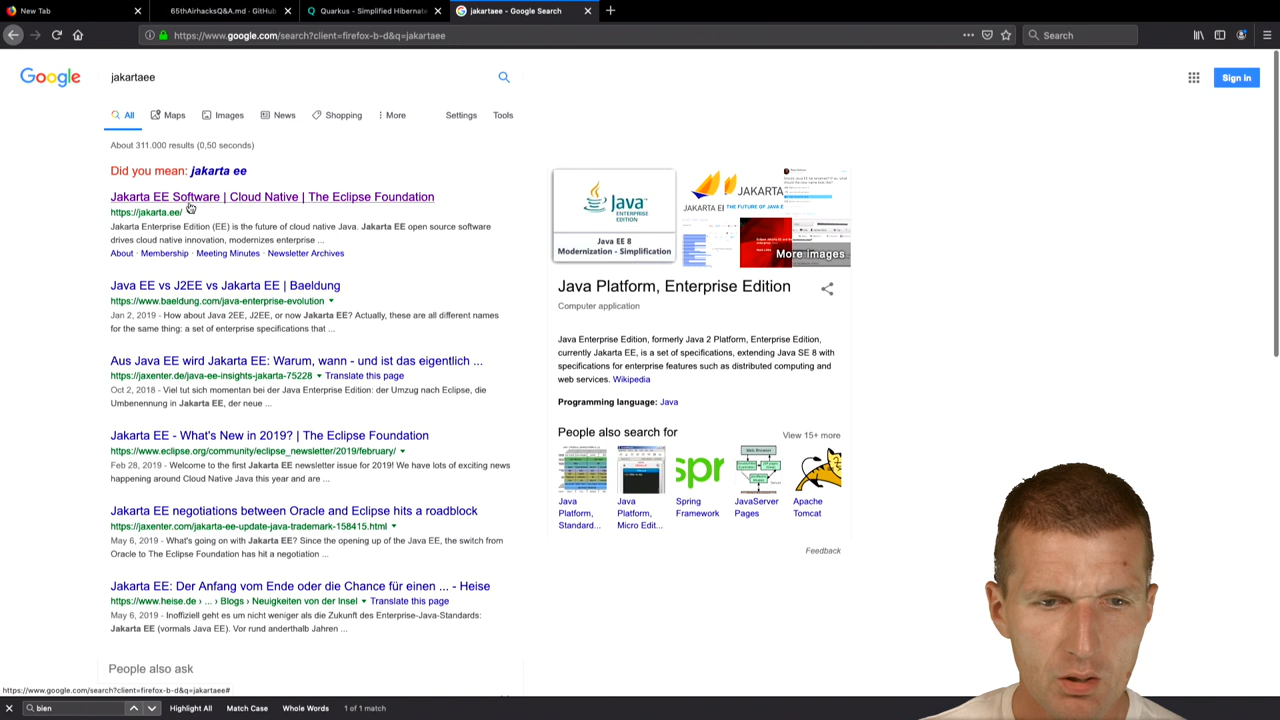 New Tab
65thAirhacksQ&A.md - GitHub
Quarkus - Simplified Hibernate
jakartaee - Google Search
https://www.google.com/search?client=firefox-b-d&q=jakartaee
Search
Google
jakartaee
Sign in
All
Maps
Images
News
Shopping
More
Settings
Tools
About 311.000 results (0,50 seconds)
Did you mean: jakarta ee
Jakarta EE Software | Cloud Native | The Eclipse Foundation
https://jakarta.ee/
Jakarta Enterprise Edition (EE) is the future of cloud native Java. Jakarta EE open source software
drives cloud native innovation, modernizes enterprise ...
About · Membership · Meeting Minutes · Newsletter Archives
Java EE vs J2EE vs Jakarta EE | Baeldung
https://www.baeldung.com/java-enterprise-evolution
Jan 2, 2019 - How about Java 2EE, J2EE, or now Jakarta EE? Actually, these are all different names
for the same thing: a set of enterprise specifications that ...
Aus Java EE wird Jakarta EE: Warum, wann - und ist das eigentlich ...
https://jaxenter.de/java-ee-insights-jakarta-75228 Translate this page
Oct 2, 2018 - Viel tut sich momentan bei der Java Enterprise Edition: der Umzug nach Eclipse, die
Umbenennung in Jakarta EE, der neue ...
Jakarta EE - What's New in 2019? | The Eclipse Foundation
https://www.eclipse.org/community/eclipse_newsletter/2019/february/
Feb 28, 2019 - Welcome to the first Jakarta EE newsletter issue for 2019! We have lots of exciting news
happening around Cloud Native Java this year and are ...
Jakarta EE negotiations between Oracle and Eclipse hits a roadblock
https://jaxenter.com/jakarta-ee-update-java-trademark-158415.html
May 6, 2019 - What's going on with Jakarta EE? Since the opening up of the Java EE, the switch from
Oracle to The Eclipse Foundation has hit a negotiation ...
Jakarta EE: Der Anfang vom Ende oder die Chance für einen ... - Heise
https://www.heise.de › ... › Blogs › Neuigkeiten von der Insel Translate this page
May 6, 2019 - Inoffiziell geht es um nicht weniger als die Zukunft des Enterprise-Java-Standards:
Jakarta EE (vormals Java EE). Vor rund anderthalb Jahren ...
People also ask
Java
ENTERPRISE
EDITION
Java EE 8
Modernization - Simplification
JAKARTA
JAKARTA EE
THE FUTURE OF JAVA E
More images
Java Platform, Enterprise Edition
Computer application
Java Enterprise Edition, formerly Java 2 Platform, Enterprise Edition,
currently Jakarta EE, is a set of specifications, extending Java SE 8 with
specifications for enterprise features such as distributed computing and
web services. Wikipedia
Programming language: Java
People also search for
View 15+ more
spr
Java
Platform,
Standard...
Java
Platform,
Micro Edit...
Spring
Framework
JavaServer
Pages
Apache
Tomcat
Feedback
https://www.google.com/search?client=firefox-b-d&q=jakartaee#
bien
Highlight All
Match Case
Whole Words
1 of 1 match